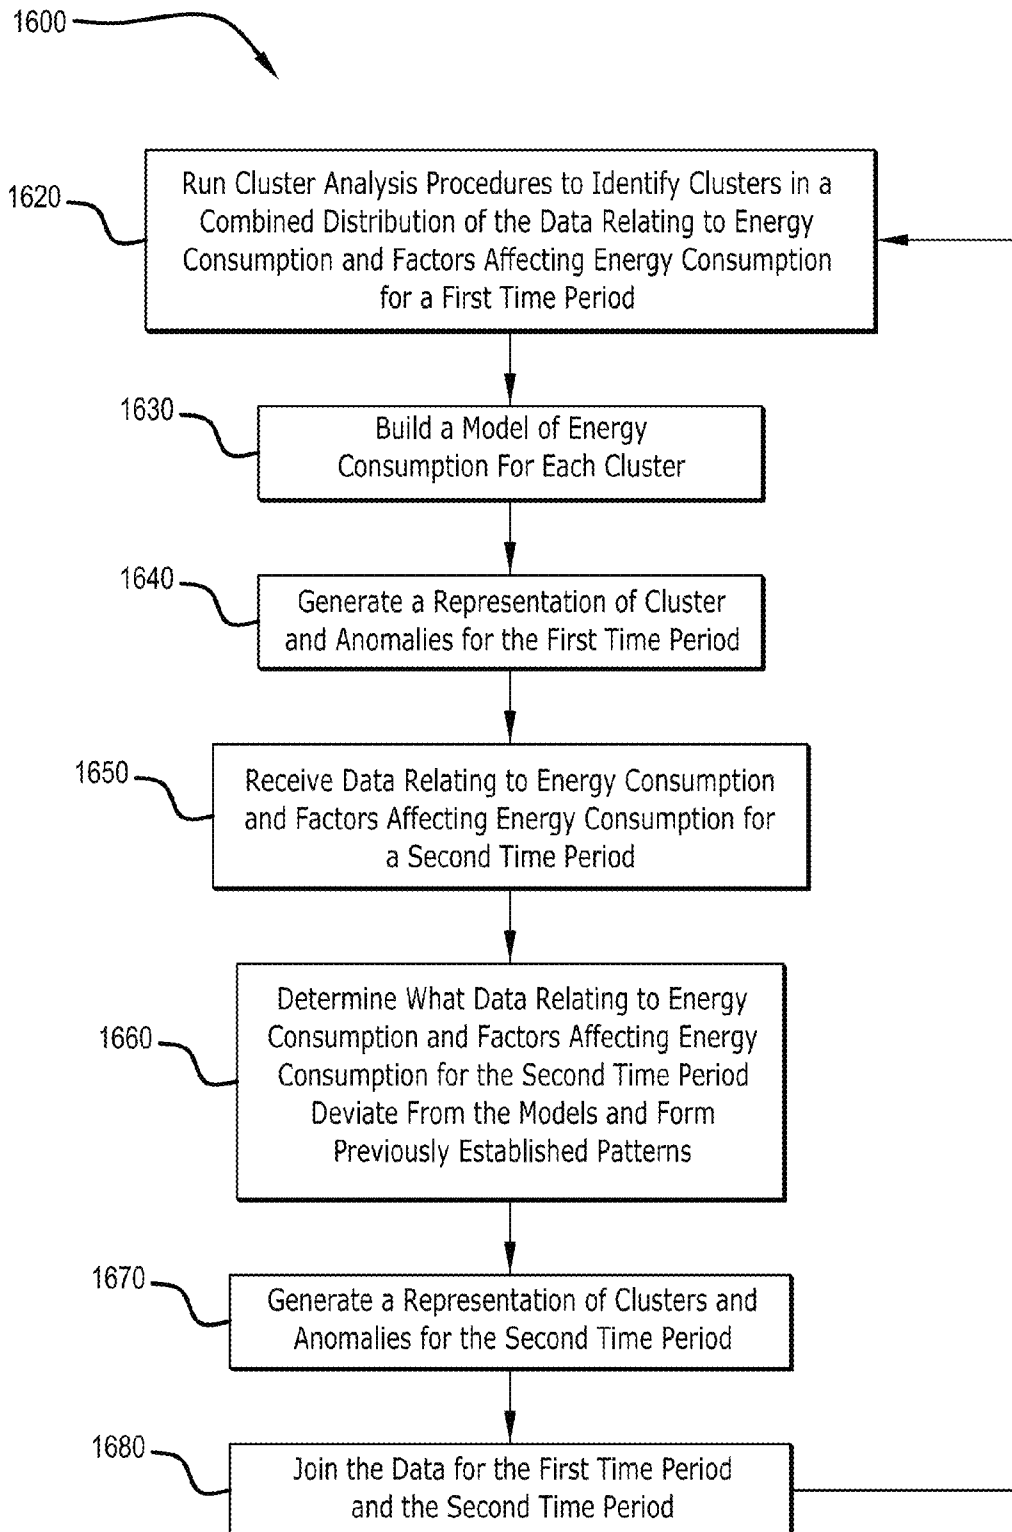 1600
1620
Run Cluster Analysis Procedures to Identify Clusters in a
Combined Distribution of the Data Relating to Energy
Consumption and Factors Affecting Energy Consumption
for a First Time Period
1630
Build a Model of Energy
Consumption For Each Cluster
1640
Generate a Representation of Cluster
and Anomalies for the First Time Period
1650
Receive Data Relating to Energy Consumption
and Factors Affecting Energy Consumption for
a Second Time Period
1660
Determine What Data Relating to Energy
Consumption and Factors Affecting Energy
Consumption for the Second Time Period
Deviate From the Models and Form
Previously Established Patterns
1670
Generate a Representation of Clusters and
Anomalies for the Second Time Period
1680
Join the Data for the First Time Period
and the Second Time Period